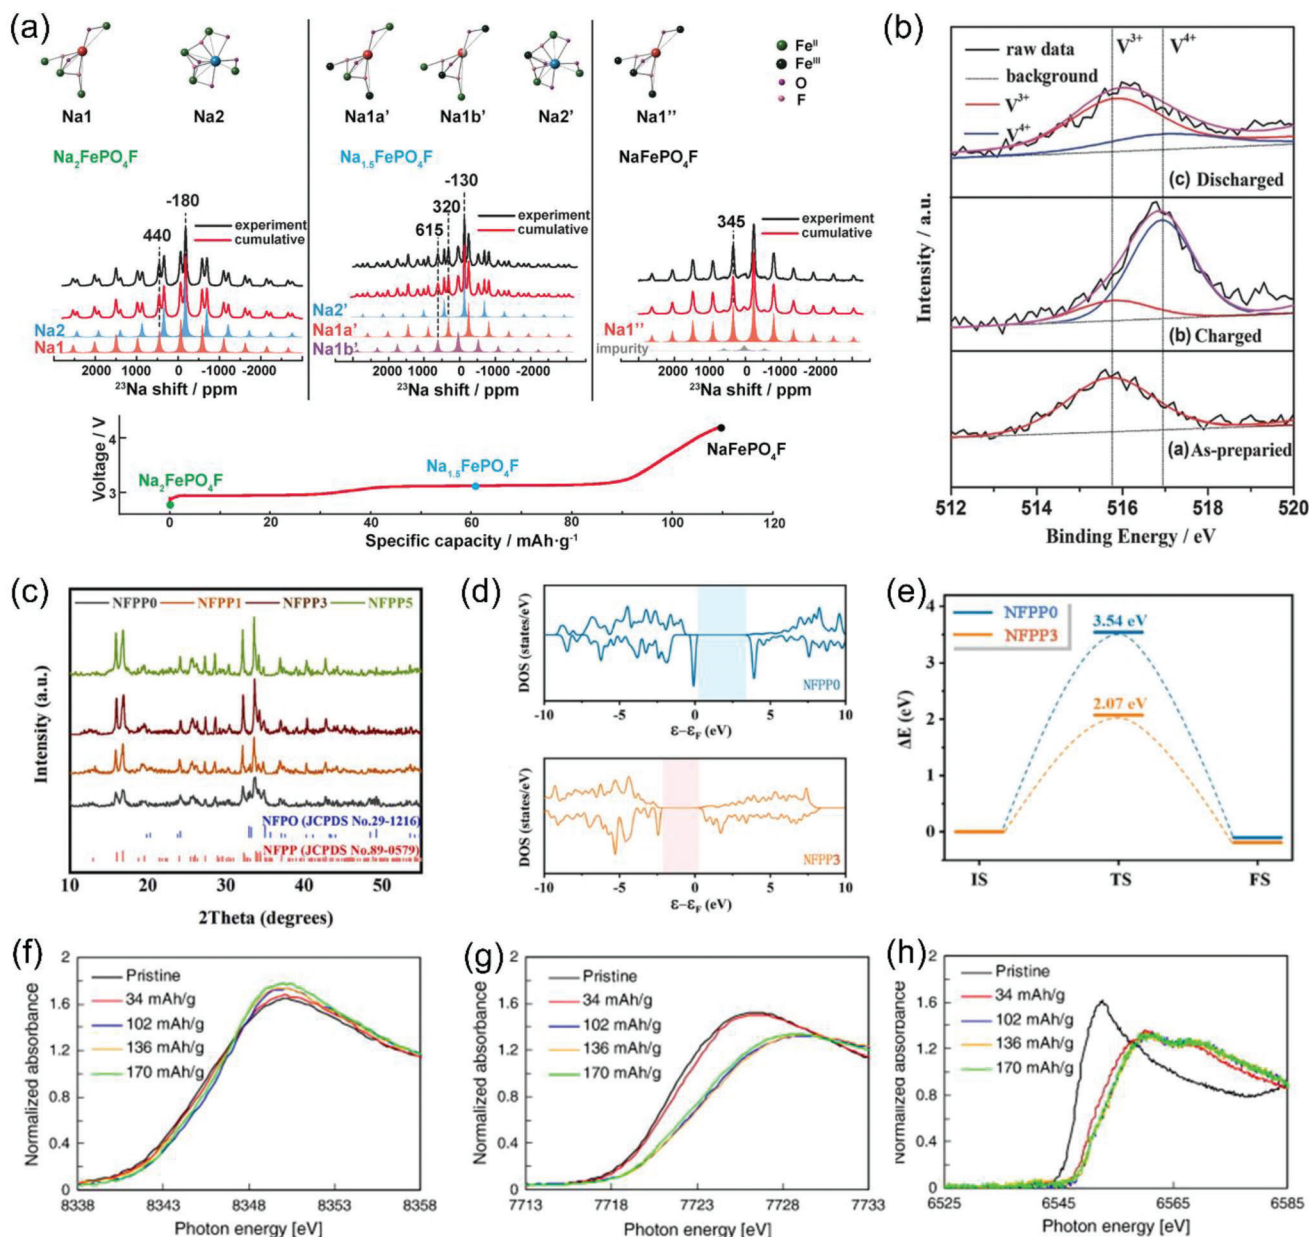 (a)
Na1
Na2
Na1a’
Na1b’
Na2’
Na1’’
Feᴵᴵ
Feᴵᴵᴵ
O
F
Na₂FePO₄F
Na₁.₅FePO₄F
NaFePO₄F
-180
440
experiment
cumulative
Na2
Na1
2000 1000 0 -1000 -2000
²³Na shift / ppm
-130
320
615
experiment
cumulative
Na2’
Na1a’
Na1b’
2000 1000 0 -1000 -2000
²³Na shift / ppm
345
experiment
cumulative
Na1’’
impurity
2000 1000 0 -1000 -2000
²³Na shift / ppm
Voltage / V
4
3
Na₂FePO₄F
Na₁.₅FePO₄F
NaFePO₄F
0 20 40 60 80 100 120
Specific capacity / mAh·g⁻¹
(b)
raw data
background
V³⁺
V⁴⁺
V³⁺
V⁴⁺
(c) Discharged
(b) Charged
(a) As-preparied
Intensity / a.u.
512 514 516 518 520
Binding Energy / eV
(c)
NFPP0 NFPP1 NFPP3 NFPP5
Intensity (a.u.)
NFPO (JCPDS No.29-1216)
NFPP (JCPDS No.89-0579)
10 20 30 40 50
2Theta (degrees)
(d)
DOS (states/eV)
NFPP0
-10 -5 0 5 10
ε-εF (eV)
DOS (states/eV)
NFPP3
-10 -5 0 5 10
ε-εF (eV)
(e)
NFPP0
NFPP3
3.54 eV
2.07 eV
ΔE (eV)
4
3
2
1
0
IS TS FS
(f)
Normalized absorbance
2
1.6
1.2
0.8
0.4
0
Pristine
34 mAh/g
102 mAh/g
136 mAh/g
170 mAh/g
8338 8343 8348 8353 8358
Photon energy [eV]
(g)
Normalized absorbance
2
1.6
1.2
0.8
0.4
0
Pristine
34 mAh/g
102 mAh/g
136 mAh/g
170 mAh/g
7713 7718 7723 7728 7733
Photon energy [eV]
(h)
Normalized absorbance
2
1.6
1.2
0.8
0.4
0
Pristine
34 mAh/g
102 mAh/g
136 mAh/g
170 mAh/g
6525 6545 6565 6585
Photon energy [eV]